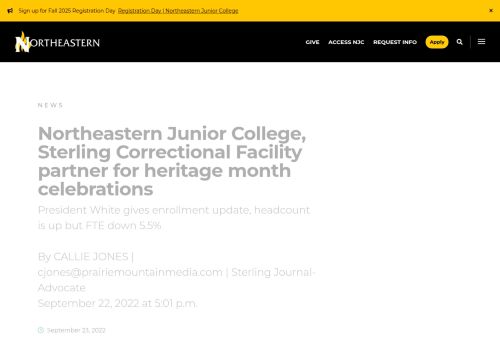 Sign up for Fall 2025 Registration Day Registration Day | Northeastern Junior College ×
NORTHEASTERN GIVE ACCESS NJC REQUEST INFO Apply
NEWS
Northeastern Junior College,
Sterling Correctional Facility
partner for heritage month
celebrations
President White gives enrollment update, headcount
is up but FTE down 5.5%
By CALLIE JONES |
cjones@prairiemountainmedia.com | Sterling Journal-
Advocate
September 22, 2022 at 5:01 p.m.
September 23, 2022